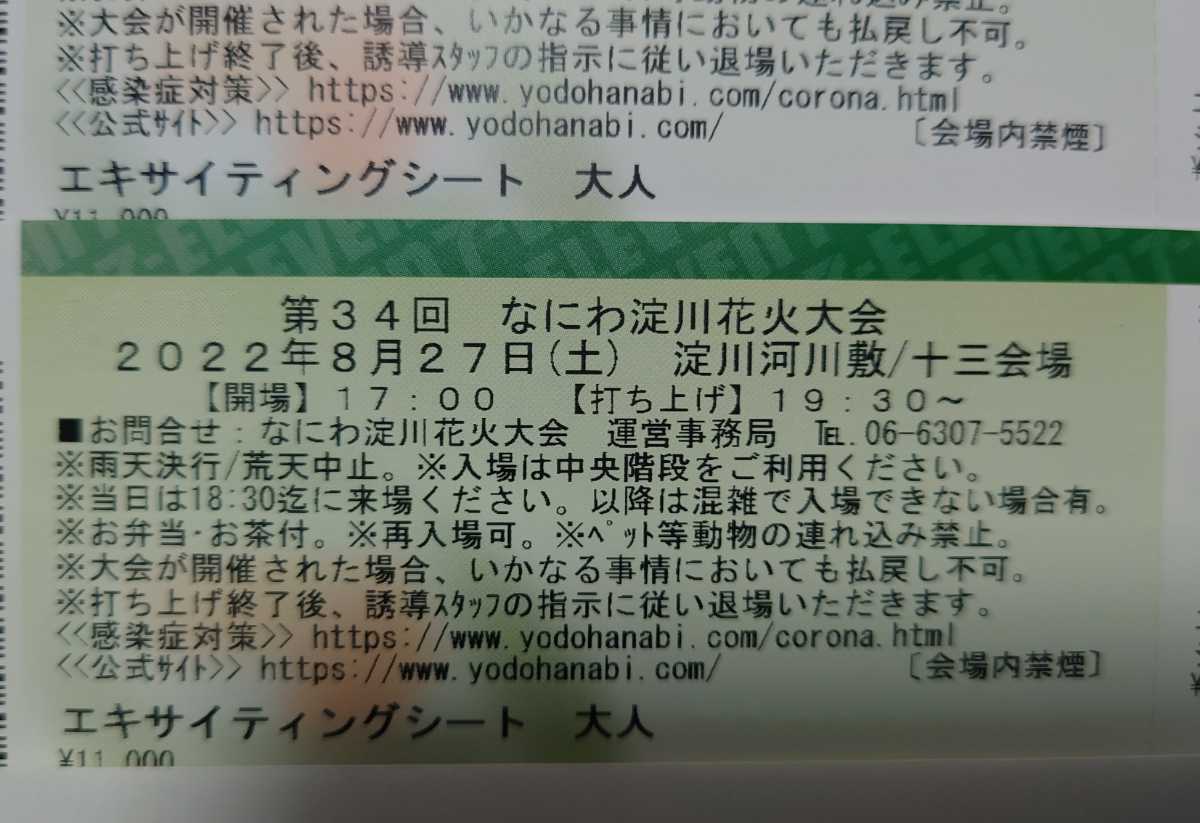 ※大会が開催された場合、いかなる事情においても払戻し不可。
※打ち上げ終了後、誘導ｽﾀｯﾌの指示に従い退場いただきます。
<<感染症対策>> https://www.yodohanabi.com/corona.html
<<公式ｻｲﾄ>> https://www.yodohanabi.com/ 〔会場内禁煙〕
エキサイティングシート 大人
¥11,000
7-ELEVEN
第３４回 なにわ淀川花火大会
２０２２年８月２７日(土) 淀川河川敷/十三会場
【開場】１７：００ 【打ち上げ】１９：３０～
■お問合せ：なにわ淀川花火大会 運営事務局 ℡.06-6307-5522
※雨天決行/荒天中止。※入場は中央階段をご利用ください。
※当日は18:30迄に来場ください。以降は混雑で入場できない場合有。
※お弁当･お茶付。※再入場可。※ﾍﾟｯﾄ等動物の連れ込み禁止。
※大会が開催された場合、いかなる事情においても払戻し不可。
※打ち上げ終了後、誘導ｽﾀｯﾌの指示に従い退場いただきます。
<<感染症対策>> https://www.yodohanabi.com/corona.html
<<公式ｻｲﾄ>> https://www.yodohanabi.com/ 〔会場内禁煙〕
エキサイティングシート 大人
¥11,000